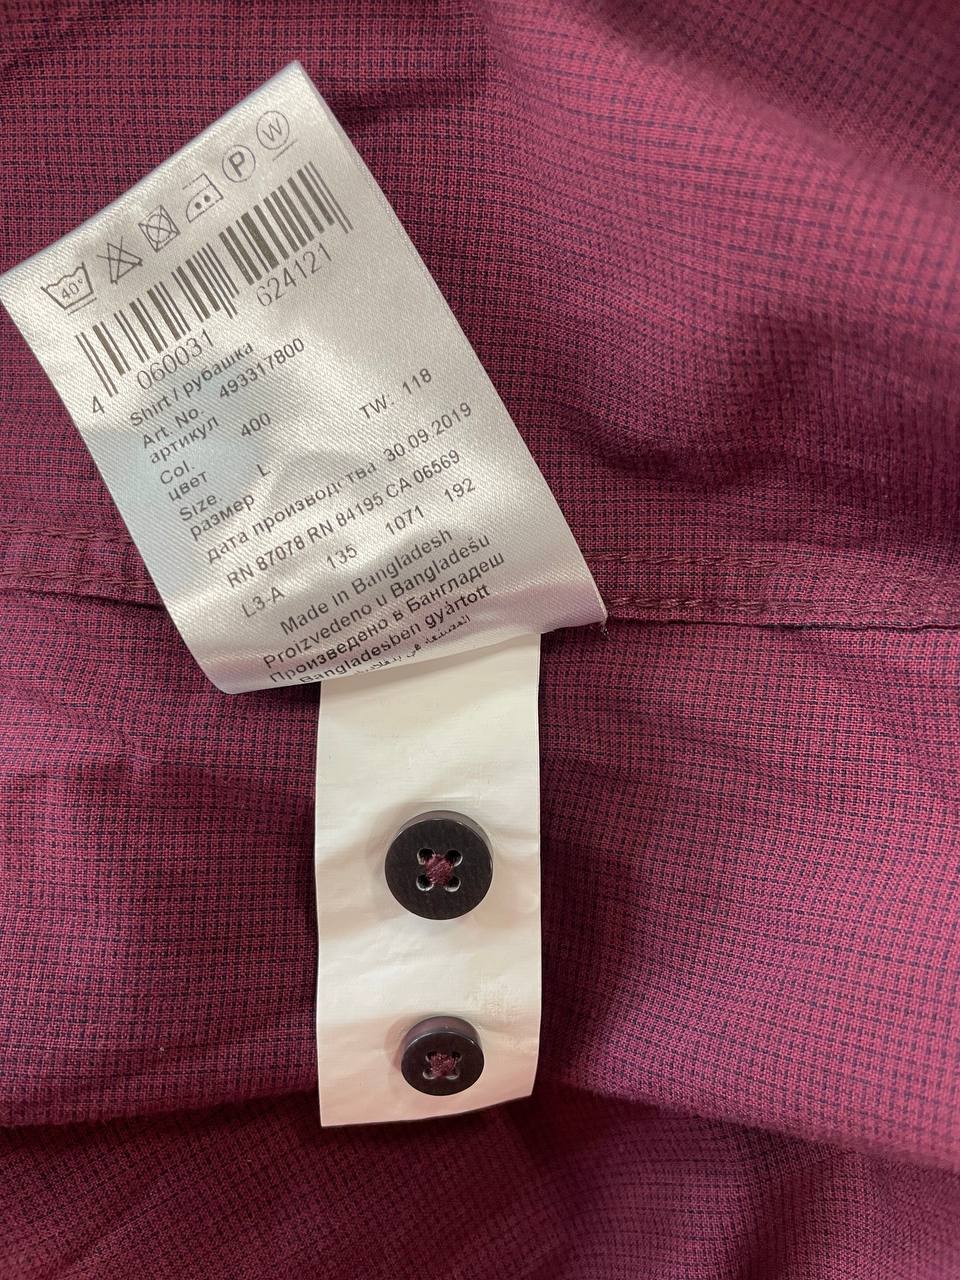 40° P W
4 060031 624121
Shirt / рубашка
Art. No. 493317800
артикул
Col. 400 TW: 118
цвет
Size. L
размер
дата производства 30.09.2019
RN 87078 RN 84195 CA 06569
L3-A 135 1071 192
Made in Bangladesh
Proizvedeno u Bangladešu
Произведено в Бангладеш
Bangladesben gyártott